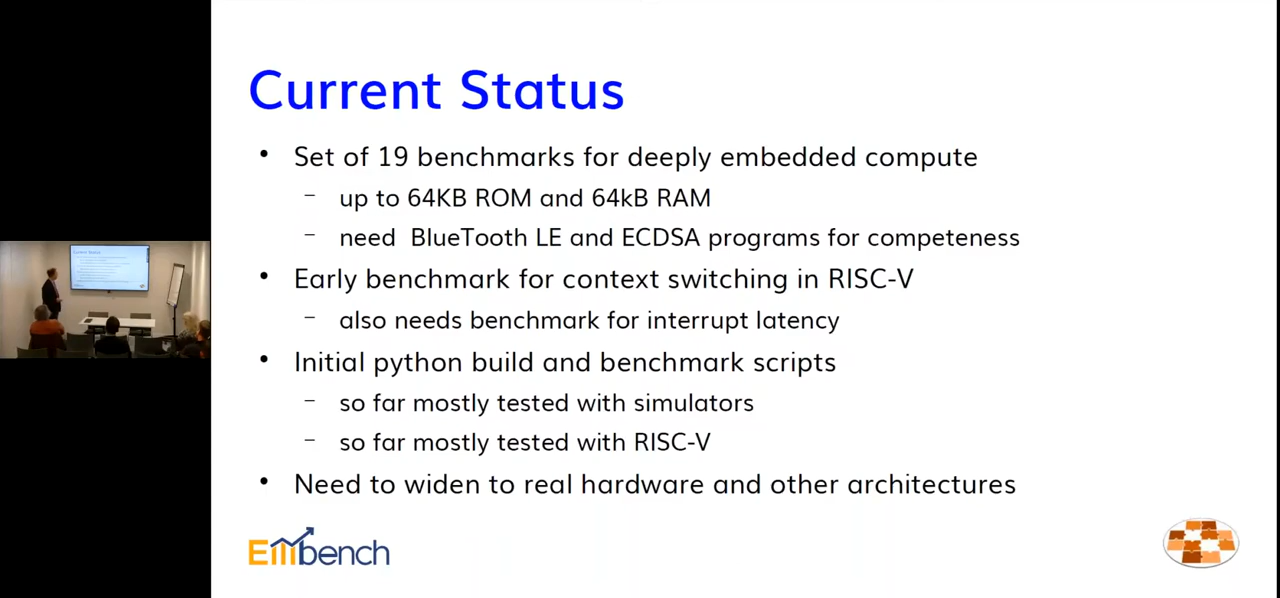 Current Status
• Set of 19 benchmarks for deeply embedded compute
– up to 64KB ROM and 64kB RAM
– need BlueTooth LE and ECDSA programs for competeness
• Early benchmark for context switching in RISC-V
– also needs benchmark for interrupt latency
• Initial python build and benchmark scripts
– so far mostly tested with simulators
– so far mostly tested with RISC-V
• Need to widen to real hardware and other architectures
Embench